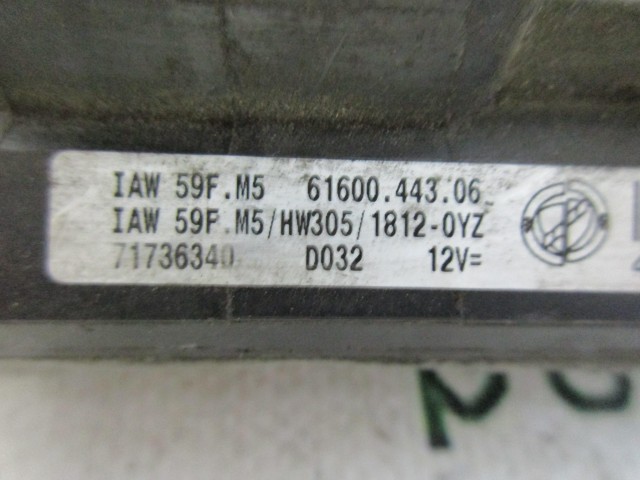 IAW 59F.M5 61600.443.06
IAW 59F.M5/HW305/1812-0YZ
71736340 D032 12V=